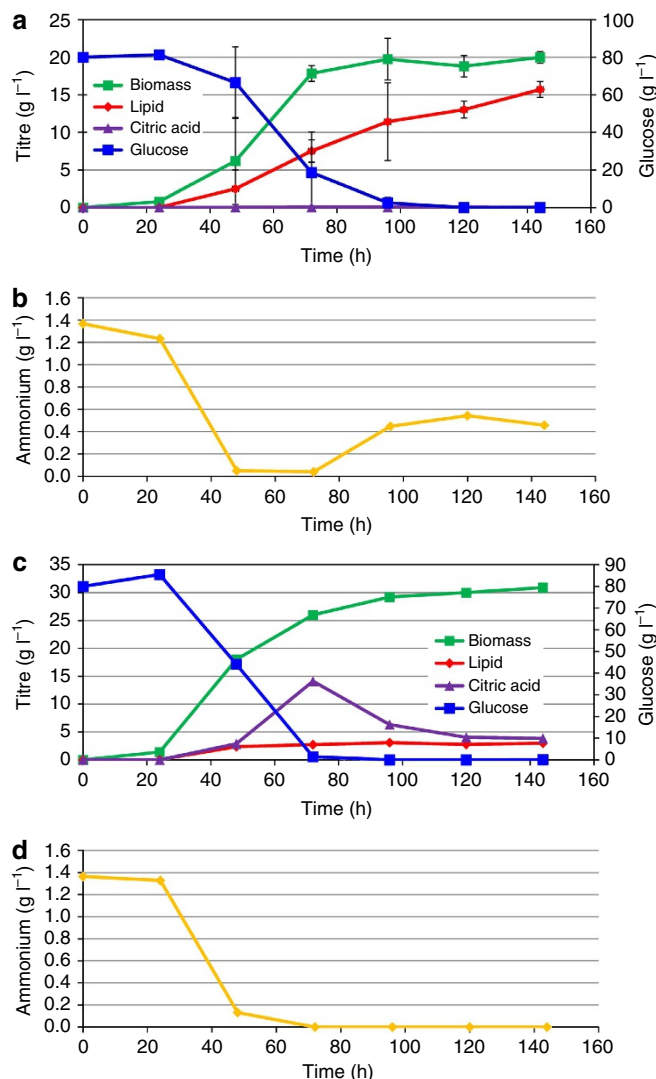 a
Titre (g l⁻¹)
25
20
15
10
5
0
Biomass
Lipid
Citric acid
Glucose
100
80
60
40
20
0
Glucose (g l⁻¹)
0 20 40 60 80 100 120 140 160
Time (h)
b
Ammonium (g l⁻¹)
1.6
1.4
1.2
1.0
0.8
0.6
0.4
0.2
0.0
0 20 40 60 80 100 120 140 160
Time (h)
c
Titre (g l⁻¹)
35
30
25
20
15
10
5
0
Biomass
Lipid
Citric acid
Glucose
90
80
70
60
50
40
30
20
10
0
Glucose (g l⁻¹)
0 20 40 60 80 100 120 140 160
Time (h)
d
Ammonium (g l⁻¹)
1.6
1.4
1.2
1.0
0.8
0.6
0.4
0.2
0.0
0 20 40 60 80 100 120 140 160
Time (h)